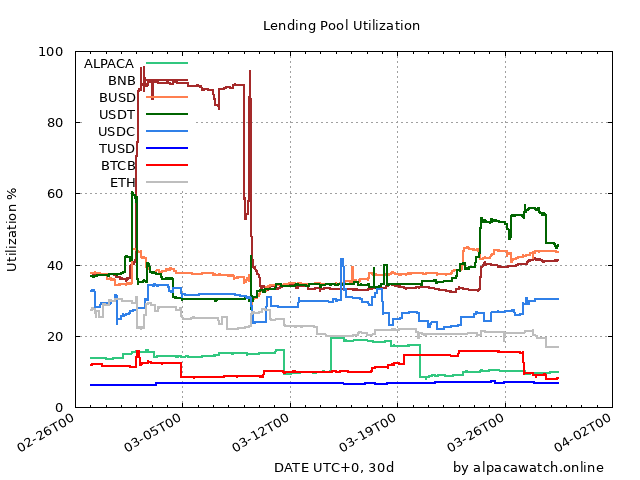 Lending Pool Utilization
Utilization %
100
80
60
40
20
0
ALPACA
BNB
BUSD
USDT
USDC
TUSD
BTCB
ETH
02-26T00
03-05T00
03-12T00
03-19T00
03-26T00
04-02T00
DATE UTC+0, 30d
by alpacawatch.online